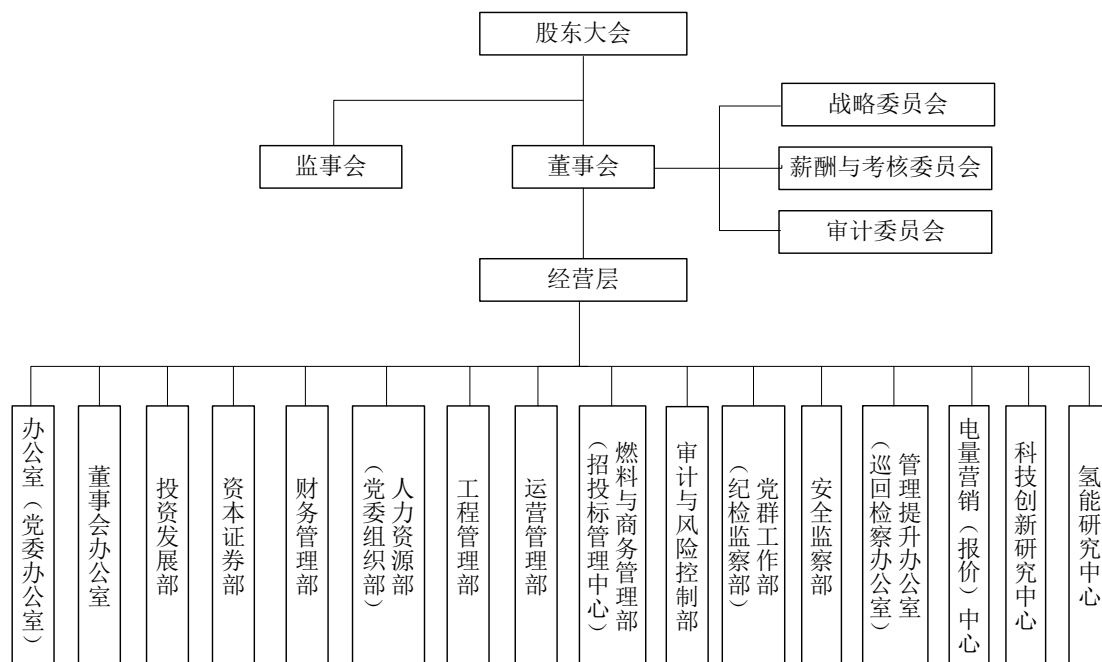 股东大会
战略委员会
监事会
董事会
薪酬与考核委员会
审计委员会
经营层
办公室（党委办公室）
董事会办公室
投资发展部
资本证券部
财务管理部
人力资源部
（党委组织部）
工程管理部
运营管理部
燃料与商务管理部
（招投标管理中心）
审计与风险控制部
党群工作部
（纪检监察部）
安全监察部
管理提升办公室
（巡回检察办公室）
电量营销（报价）中心
科技创新研究中心
氢能研究中心